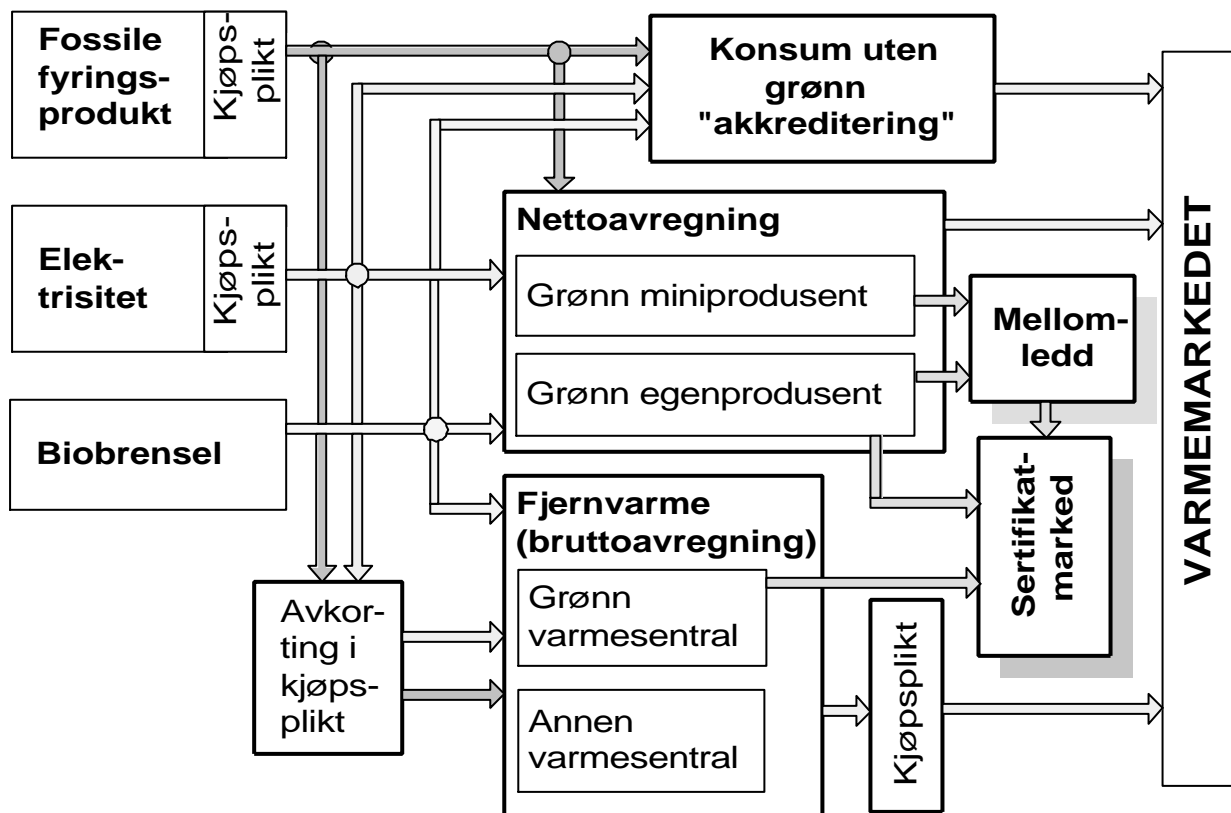 Fossile
fyrings-
produkt
Kjøps-
plikt
Konsum uten
grønn
"akkreditering"
Elek-
trisitet
Kjøps-
plikt
Nettoavregning
Grønn miniprodusent
Grønn egenprodusent
Mellom-
ledd
Biobrensel
Fjernvarme
(bruttoavregning)
Grønn
varmesentral
Annen
varmesentral
Avkor-
ting i
kjøps-
plikt
Sertifikat-
marked
Kjøpsplikt
VARMEMARKEDET